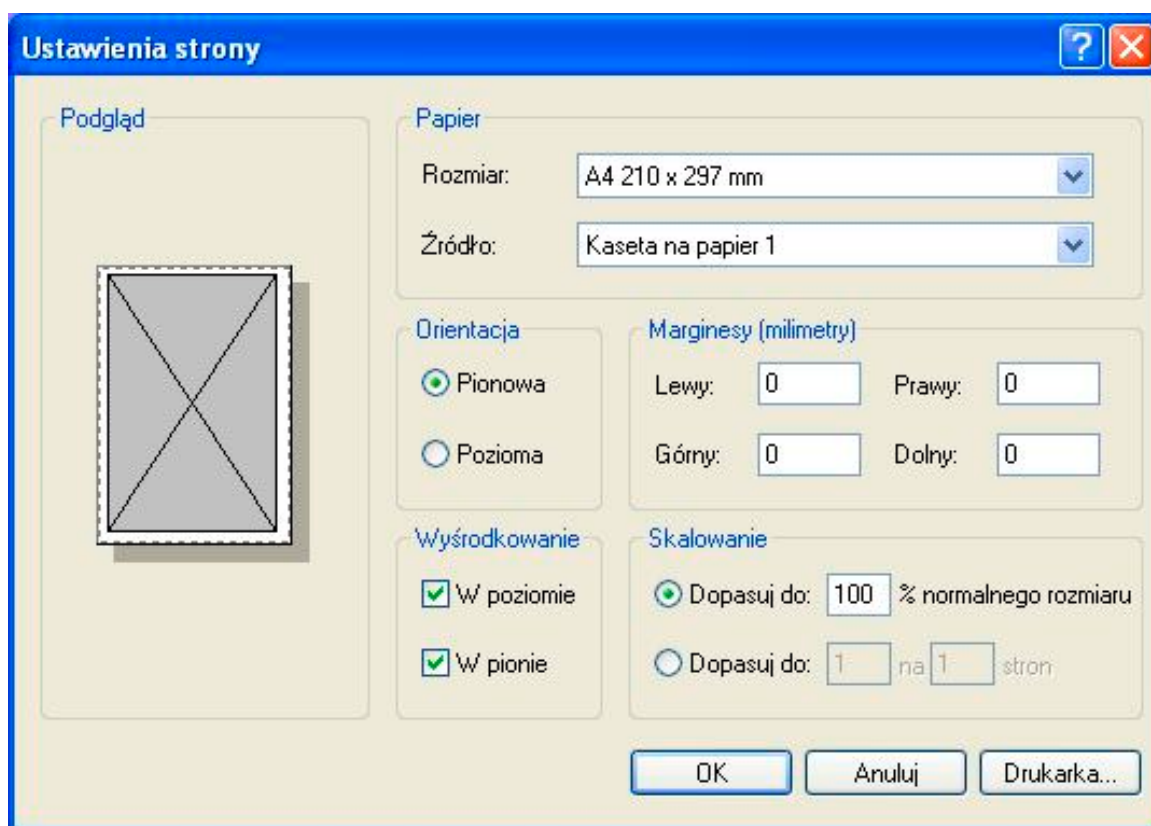 Ustawienia strony
Podgląd
Papier
Rozmiar: A4 210 x 297 mm
Źródło: Kaseta na papier 1
Orientacja
Pionowa
Pozioma
Marginesy (milimetry)
Lewy: 0 Prawy: 0
Górny: 0 Dolny: 0
Wyśrodkowanie
W poziomie
W pionie
Skalowanie
Dopasuj do: 100 % normalnego rozmiaru
Dopasuj do: 1 na 1 stron
OK Anuluj Drukarka...